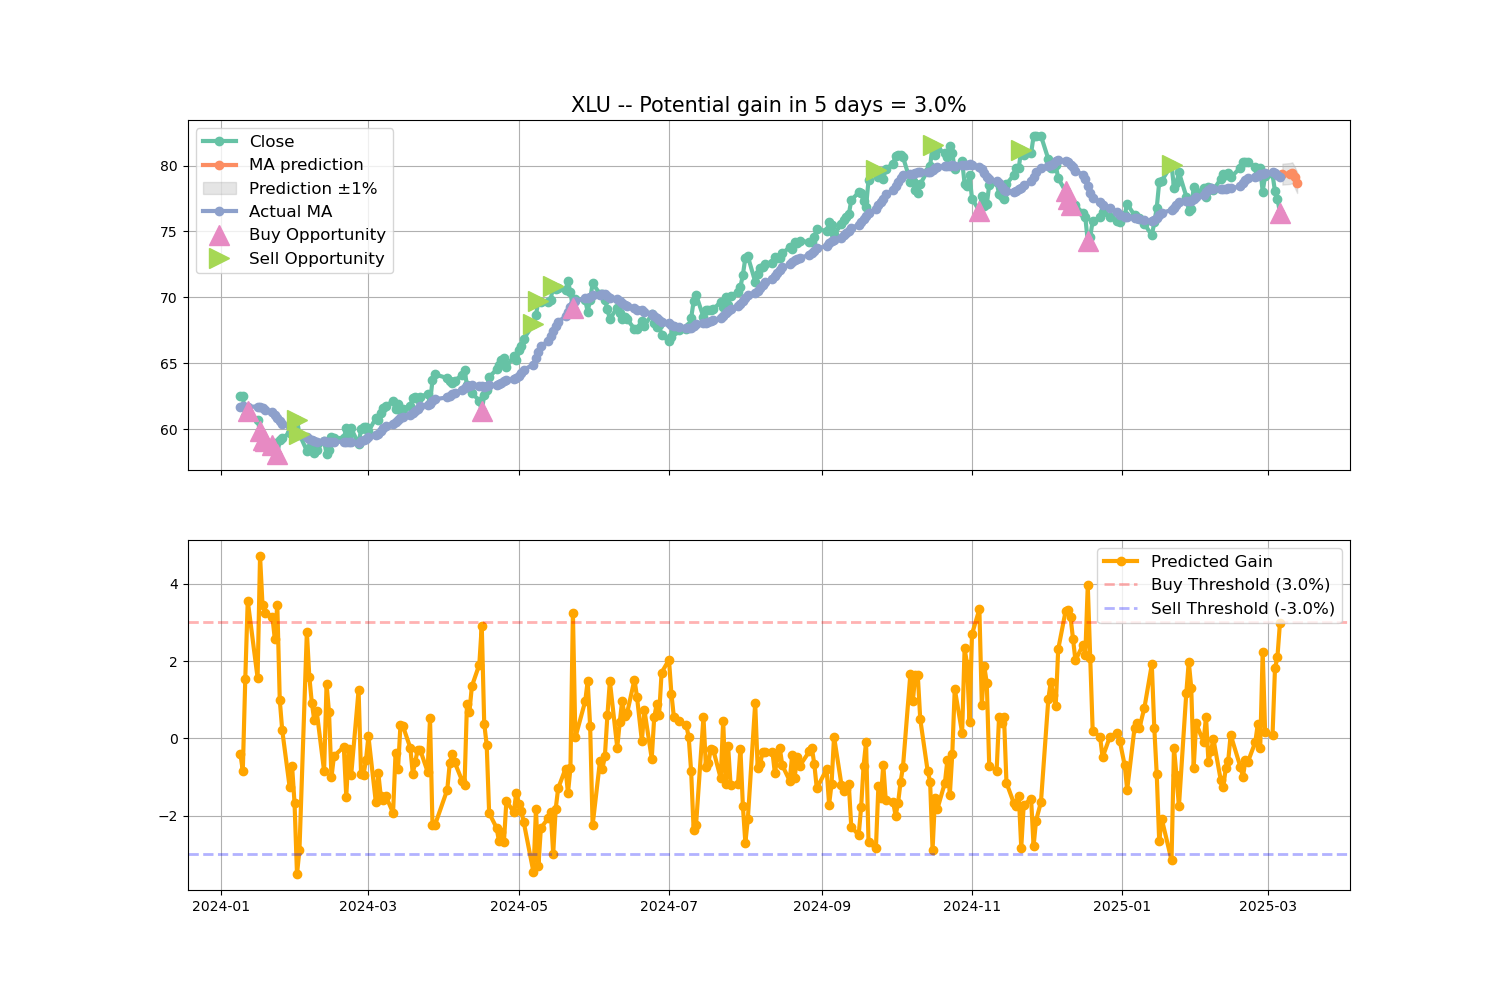 XLU -- Potential gain in 5 days = 3.0%
Close
MA prediction
Prediction ±1%
Actual MA
Buy Opportunity
Sell Opportunity
80
75
70
65
60
Predicted Gain
Buy Threshold (3.0%)
Sell Threshold (-3.0%)
4
2
0
−2
2024-01 2024-03 2024-05 2024-07 2024-09 2024-11 2025-01 2025-03